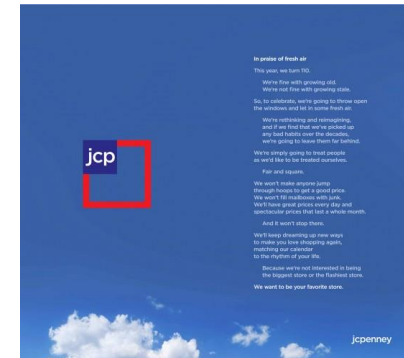 jcp
In praise of fresh air
This year, we turn 110.
We're fine with growing old.
We're not fine with growing stale.
So, to celebrate, we're going to throw open
the windows and let in some fresh air.
We're rethinking and reimagining,
and if we find that we've picked up
any bad habits over the decades,
we're going to leave them far behind.
We're simply going to treat people
as we'd like to be treated ourselves.
Fair and square.
We won't make anyone jump
through hoops to get a good price.
We won't fill mailboxes with junk.
We'll have great prices every day and
spectacular prices that last a whole month.
And it won't stop there.
We'll keep dreaming up new ways
to make you love shopping again,
matching our calendar
to the rhythm of your life.
Because we're not interested in being
the biggest store or the flashiest store.
We want to be your favorite store.
jcpenney